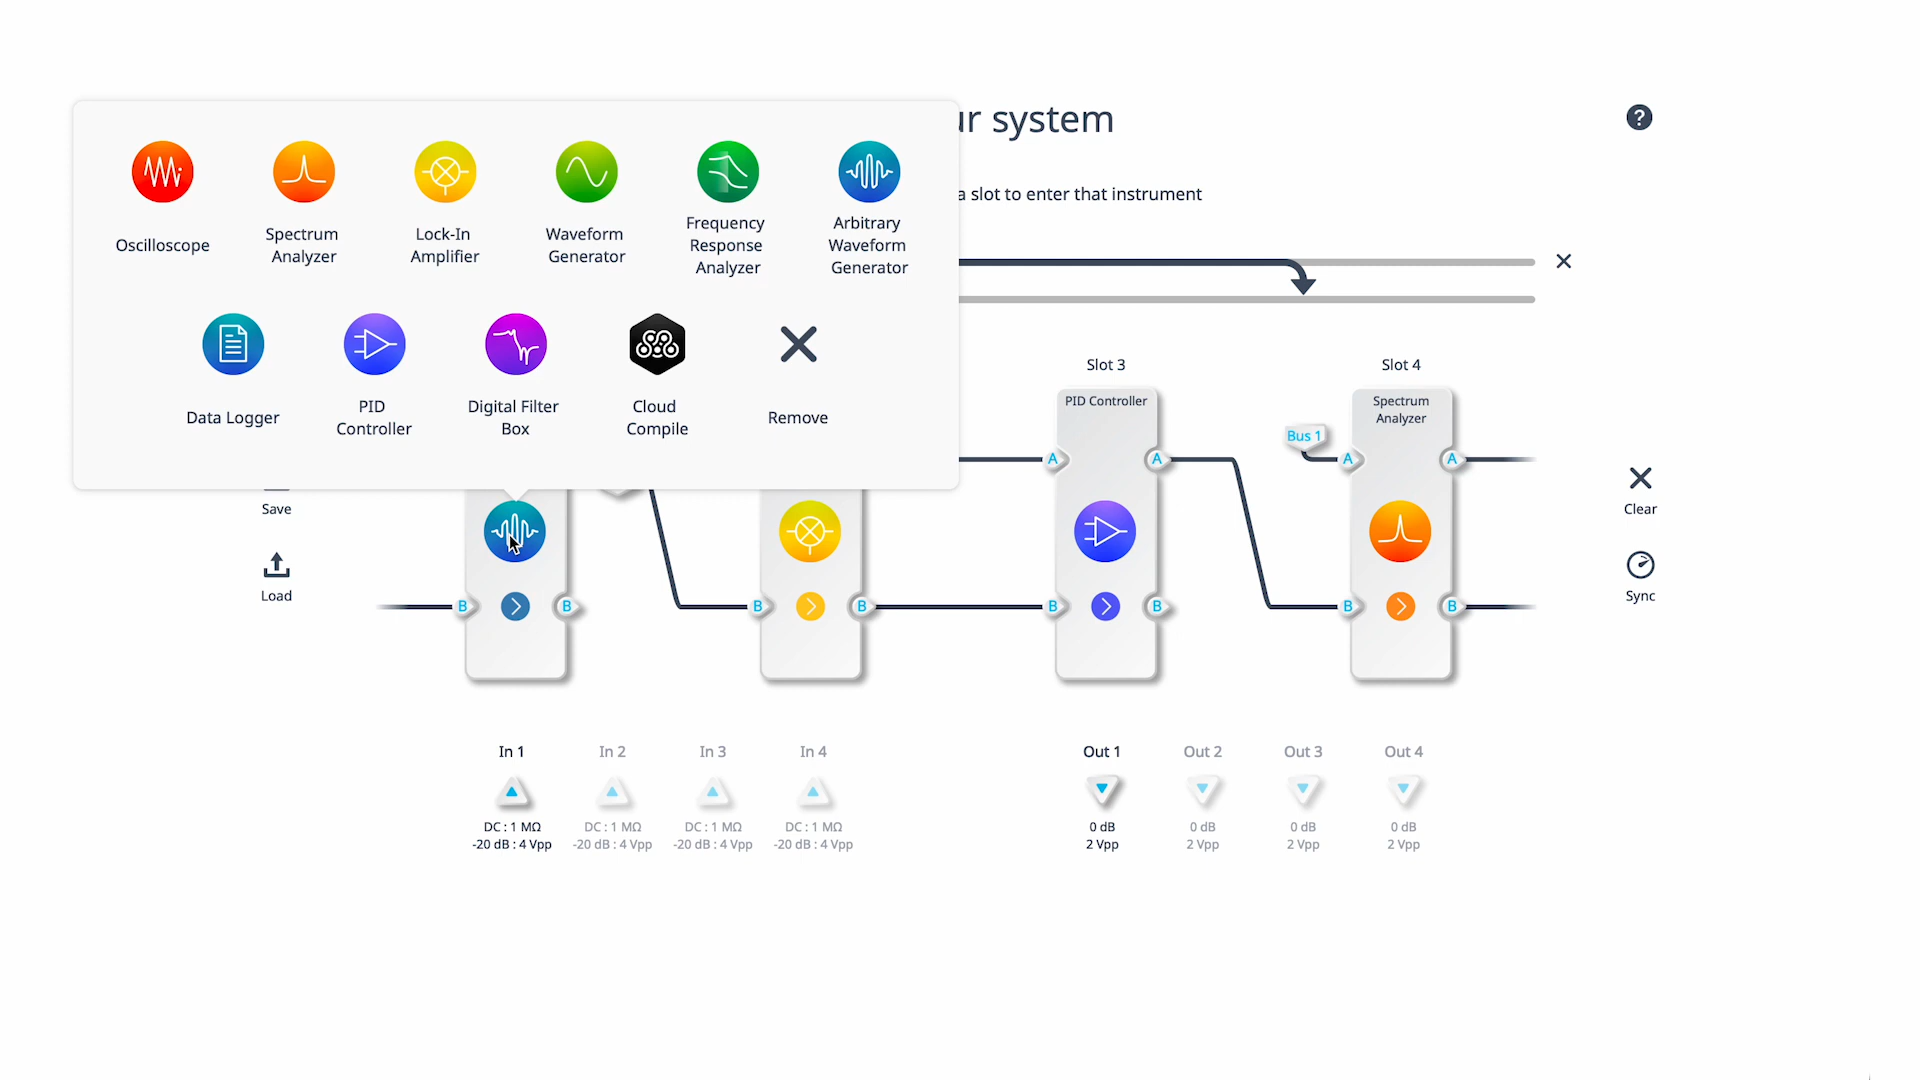 ur system
a slot to enter that instrument
Oscilloscope
Spectrum
Analyzer
Lock-In
Amplifier
Waveform
Generator
Frequency
Response
Analyzer
Arbitrary
Waveform
Generator
Data Logger
PID
Controller
Digital Filter
Box
Cloud
Compile
Remove
Slot 3
Slot 4
PID Controller
Spectrum
Analyzer
Bus 1
A
A
A
A
Save
Load
Clear
Sync
B
B
B
B
B
B
B
B
In 1
In 2
In 3
In 4
Out 1
Out 2
Out 3
Out 4
DC : 1 MΩ
-20 dB : 4 Vpp
DC : 1 MΩ
-20 dB : 4 Vpp
DC : 1 MΩ
-20 dB : 4 Vpp
DC : 1 MΩ
-20 dB : 4 Vpp
0 dB
2 Vpp
0 dB
2 Vpp
0 dB
2 Vpp
0 dB
2 Vpp